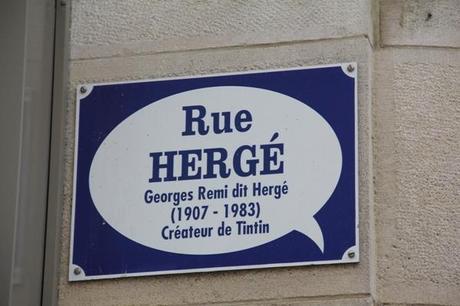 Rue
HERGÉ
Georges Remi dit Hergé
(1907 - 1983)
Créateur de Tintin